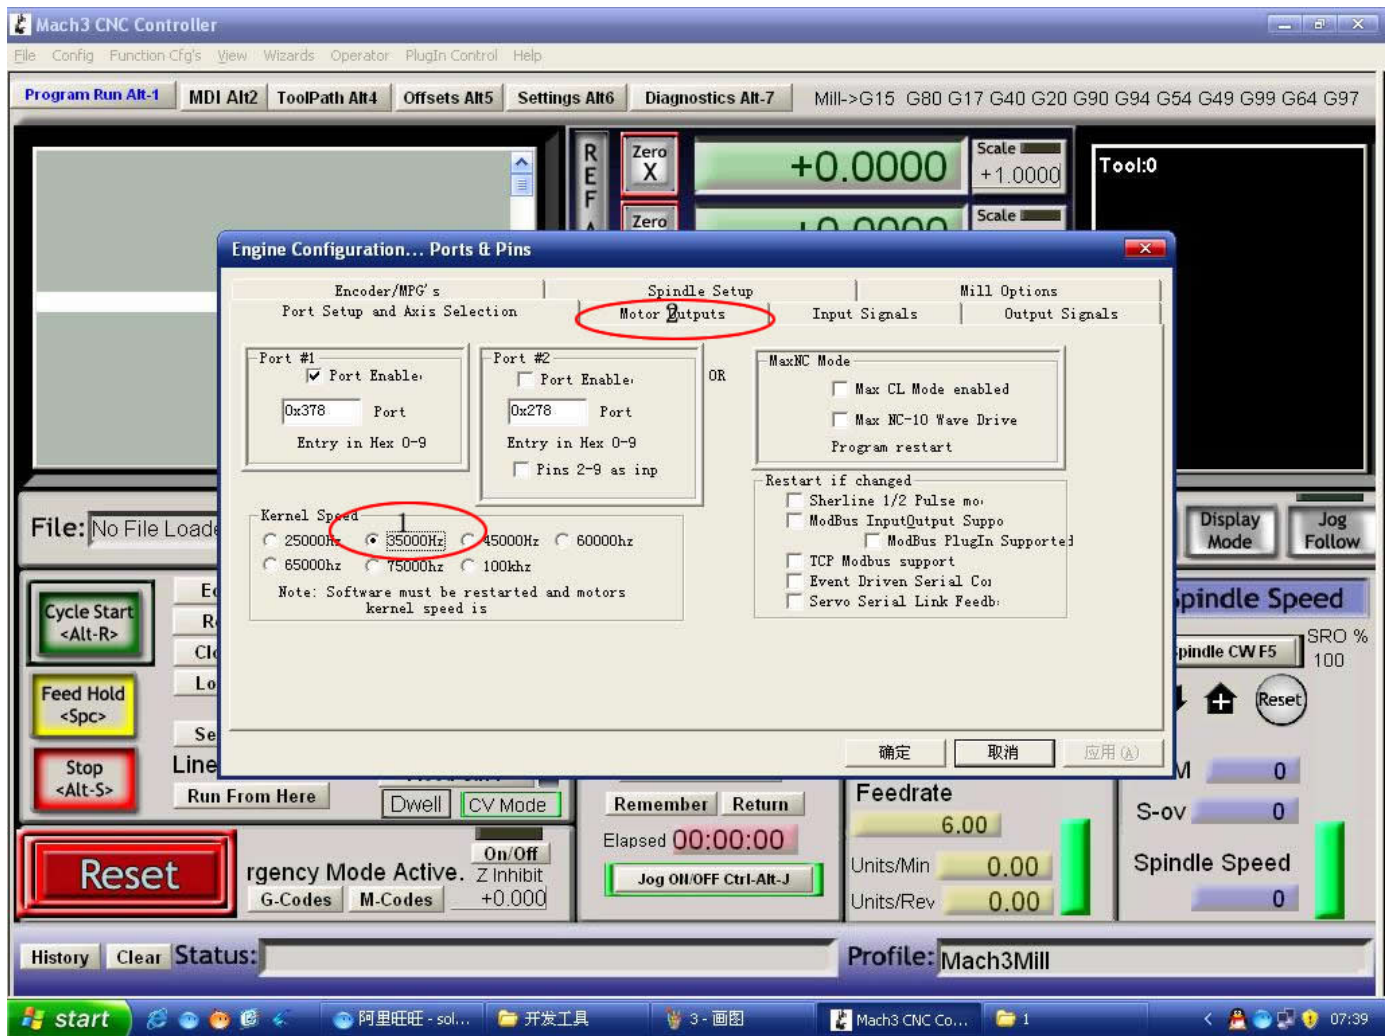 Mach3 CNC Controller
File Config Function Cfg's View Wizards Operator PlugIn Control Help
Program Run Alt-1 MDI Alt2 ToolPath Alt4 Offsets Alt5 Settings Alt6 Diagnostics Alt-7 Mill->G15 G80 G17 G40 G20 G90 G94 G54 G49 G99 G64 G97
REF
Zero X +0.0000 Scale +1.0000
Tool:0
Zero +0.0000 Scale
Engine Configuration... Ports & Pins
Encoder/MPG's Spindle Setup Mill Options
Port Setup and Axis Selection Motor Outputs Input Signals Output Signals
2
Port #1
Port Enable
0x378 Port
Entry in Hex 0-9
Port #2
Port Enable
0x278 Port
Entry in Hex 0-9
Pins 2-9 as inp
OR
MaxNC Mode
Max CL Mode enabled
Max NC-10 Wave Drive
Program restart
Restart if changed
Sherline 1/2 Pulse mo
ModBus InputOutput Suppo
ModBus PlugIn Supported
TCP Modbus support
Event Driven Serial Co
Servo Serial Link Feedb
Kernel Speed
1
25000Hz 35000Hz 45000Hz 60000hz
65000hz 75000hz 100khz
Note: Software must be restarted and motors
kernel speed is
确定 取消 应用(A)
File: No File Loade
Display Mode
Jog Follow
Cycle Start
<Alt-R>
Feed Hold
<Spc>
Stop
<Alt-S>
Ed
Re
Clo
Lo
Se
Line
Run From Here
Dwell CV Mode
Remember Return
Elapsed 00:00:00
Jog ON/OFF Ctrl-Alt-J
Feedrate
6.00
Units/Min 0.00
Units/Rev 0.00
pindle Speed
pindle CW F5
SRO %
100
Reset
M 0
S-ov 0
Spindle Speed
0
Reset
rgency Mode Active.
On/Off
Z Inhibit
+0.000
G-Codes M-Codes
History Clear Status:
Profile: Mach3Mill
start 阿里旺旺 - sol... 开发工具 3 - 画图 Mach3 CNC Co... 1 07:39